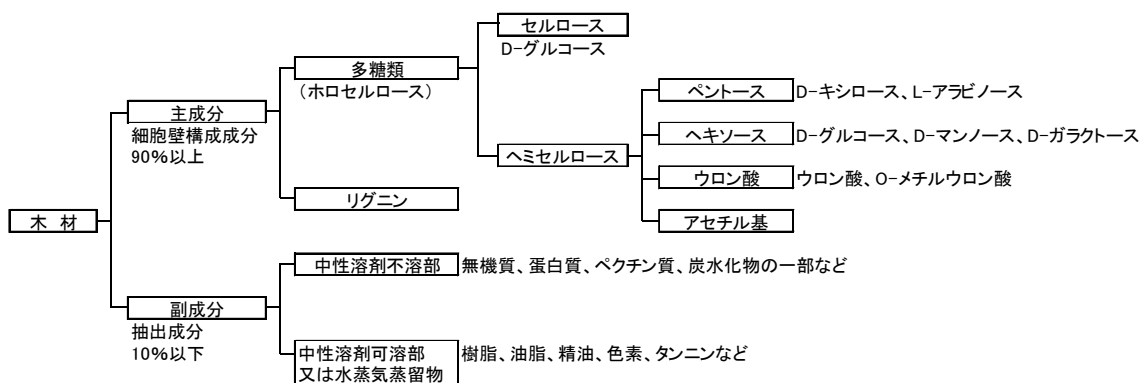 セルロース
D-グルコース
多糖類
(ホロセルロース)
ペントース D-キシロース、L-アラビノース
主成分
細胞壁構成成分
90%以上
ヘキソース D-グルコース、D-マンノース、D-ガラクトース
ヘミセルロース
ウロン酸 ウロン酸、O-メチルウロン酸
リグニン
木 材
アセチル基
中性溶剤不溶部 無機質、蛋白質、ペクチン質、炭水化物の一部など
副成分
抽出成分
10%以下
中性溶剤可溶部
又は水蒸気蒸留物
樹脂、油脂、精油、色素、タンニンなど